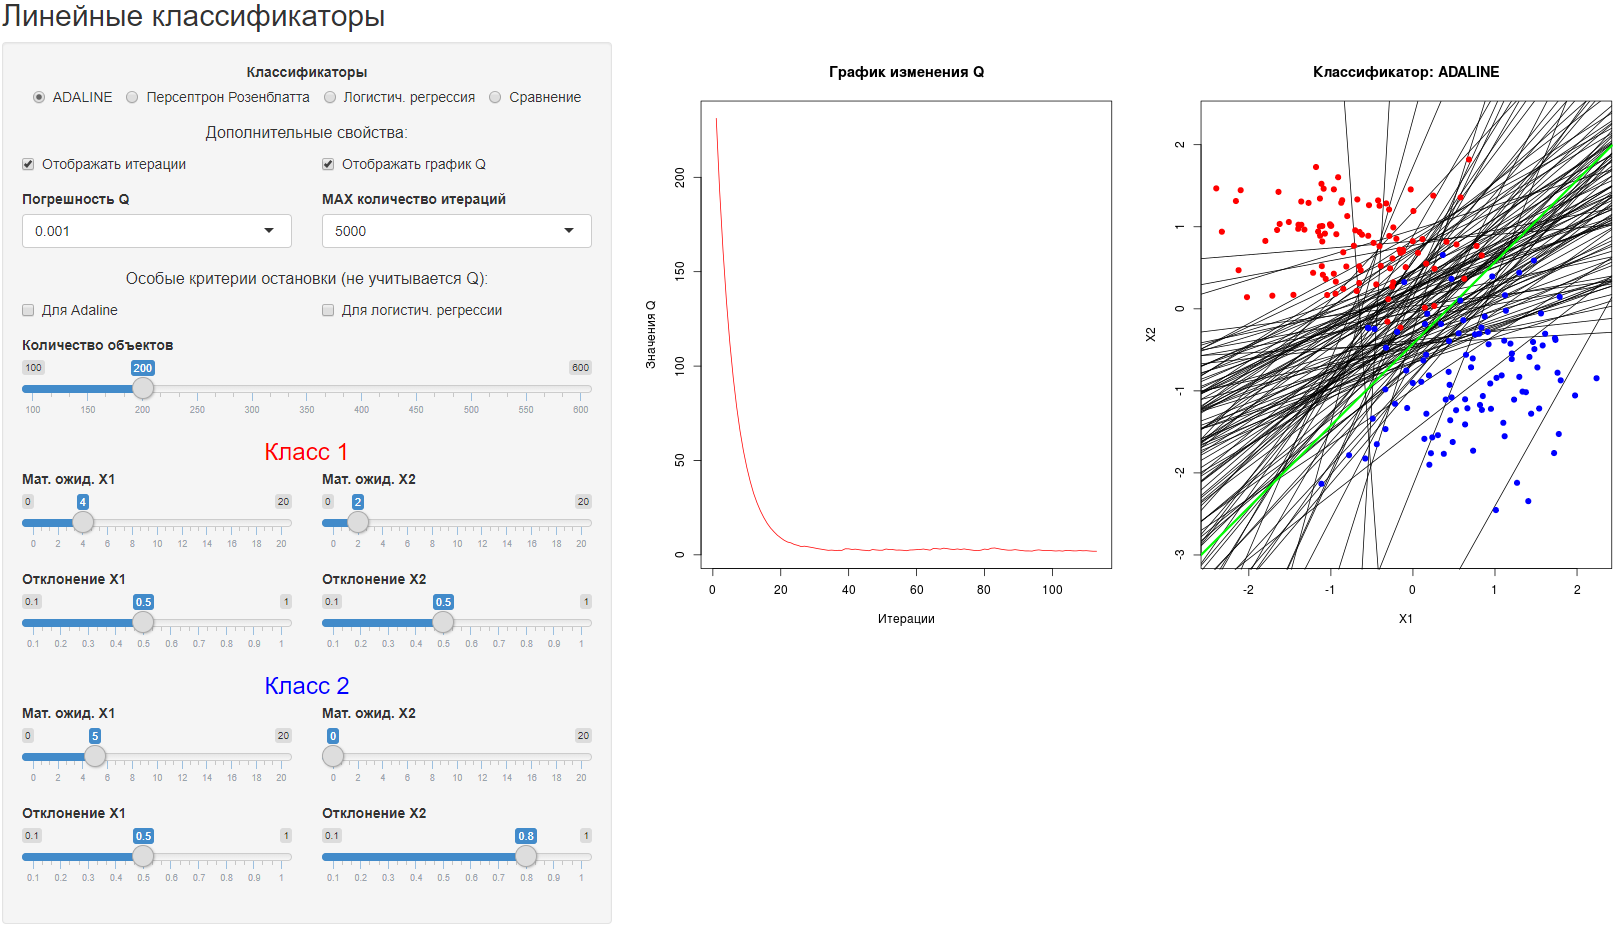 Линейные классификаторы
Классификаторы
ADALINE Персептрон Розенблатта Логистич. регрессия Сравнение
Дополнительные свойства:
Отображать итерации Отображать график Q
Погрешность Q MAX количество итераций
0.001 5000
Особые критерии остановки (не учитывается Q):
Для Adaline Для логистич. регрессии
Количество объектов
100 200 600
100 150 200 250 300 350 400 450 500 550 600
Класс 1
Мат. ожид. X1 Мат. ожид. X2
0 4 20 0 2 20
0 2 4 6 8 10 12 14 16 18 20 0 2 4 6 8 10 12 14 16 18 20
Отклонение X1 Отклонение X2
0.1 0.5 1 0.1 0.5 1
0.1 0.2 0.3 0.4 0.5 0.6 0.7 0.8 0.9 1 0.1 0.2 0.3 0.4 0.5 0.6 0.7 0.8 0.9 1
Класс 2
Мат. ожид. X1 Мат. ожид. X2
0 5 20 0 20
0 2 4 6 8 10 12 14 16 18 20 0 2 4 6 8 10 12 14 16 18 20
Отклонение X1 Отклонение X2
0.1 0.5 1 0.1 0.8 1
0.1 0.2 0.3 0.4 0.5 0.6 0.7 0.8 0.9 1 0.1 0.2 0.3 0.4 0.5 0.6 0.7 0.8 0.9 1
График изменения Q
Значения Q
200
150
100
50
0
0 20 40 60 80 100
Итерации
Классификатор: ADALINE
X2
2
1
0
-1
-2
-3
-2 -1 0 1 2
X1